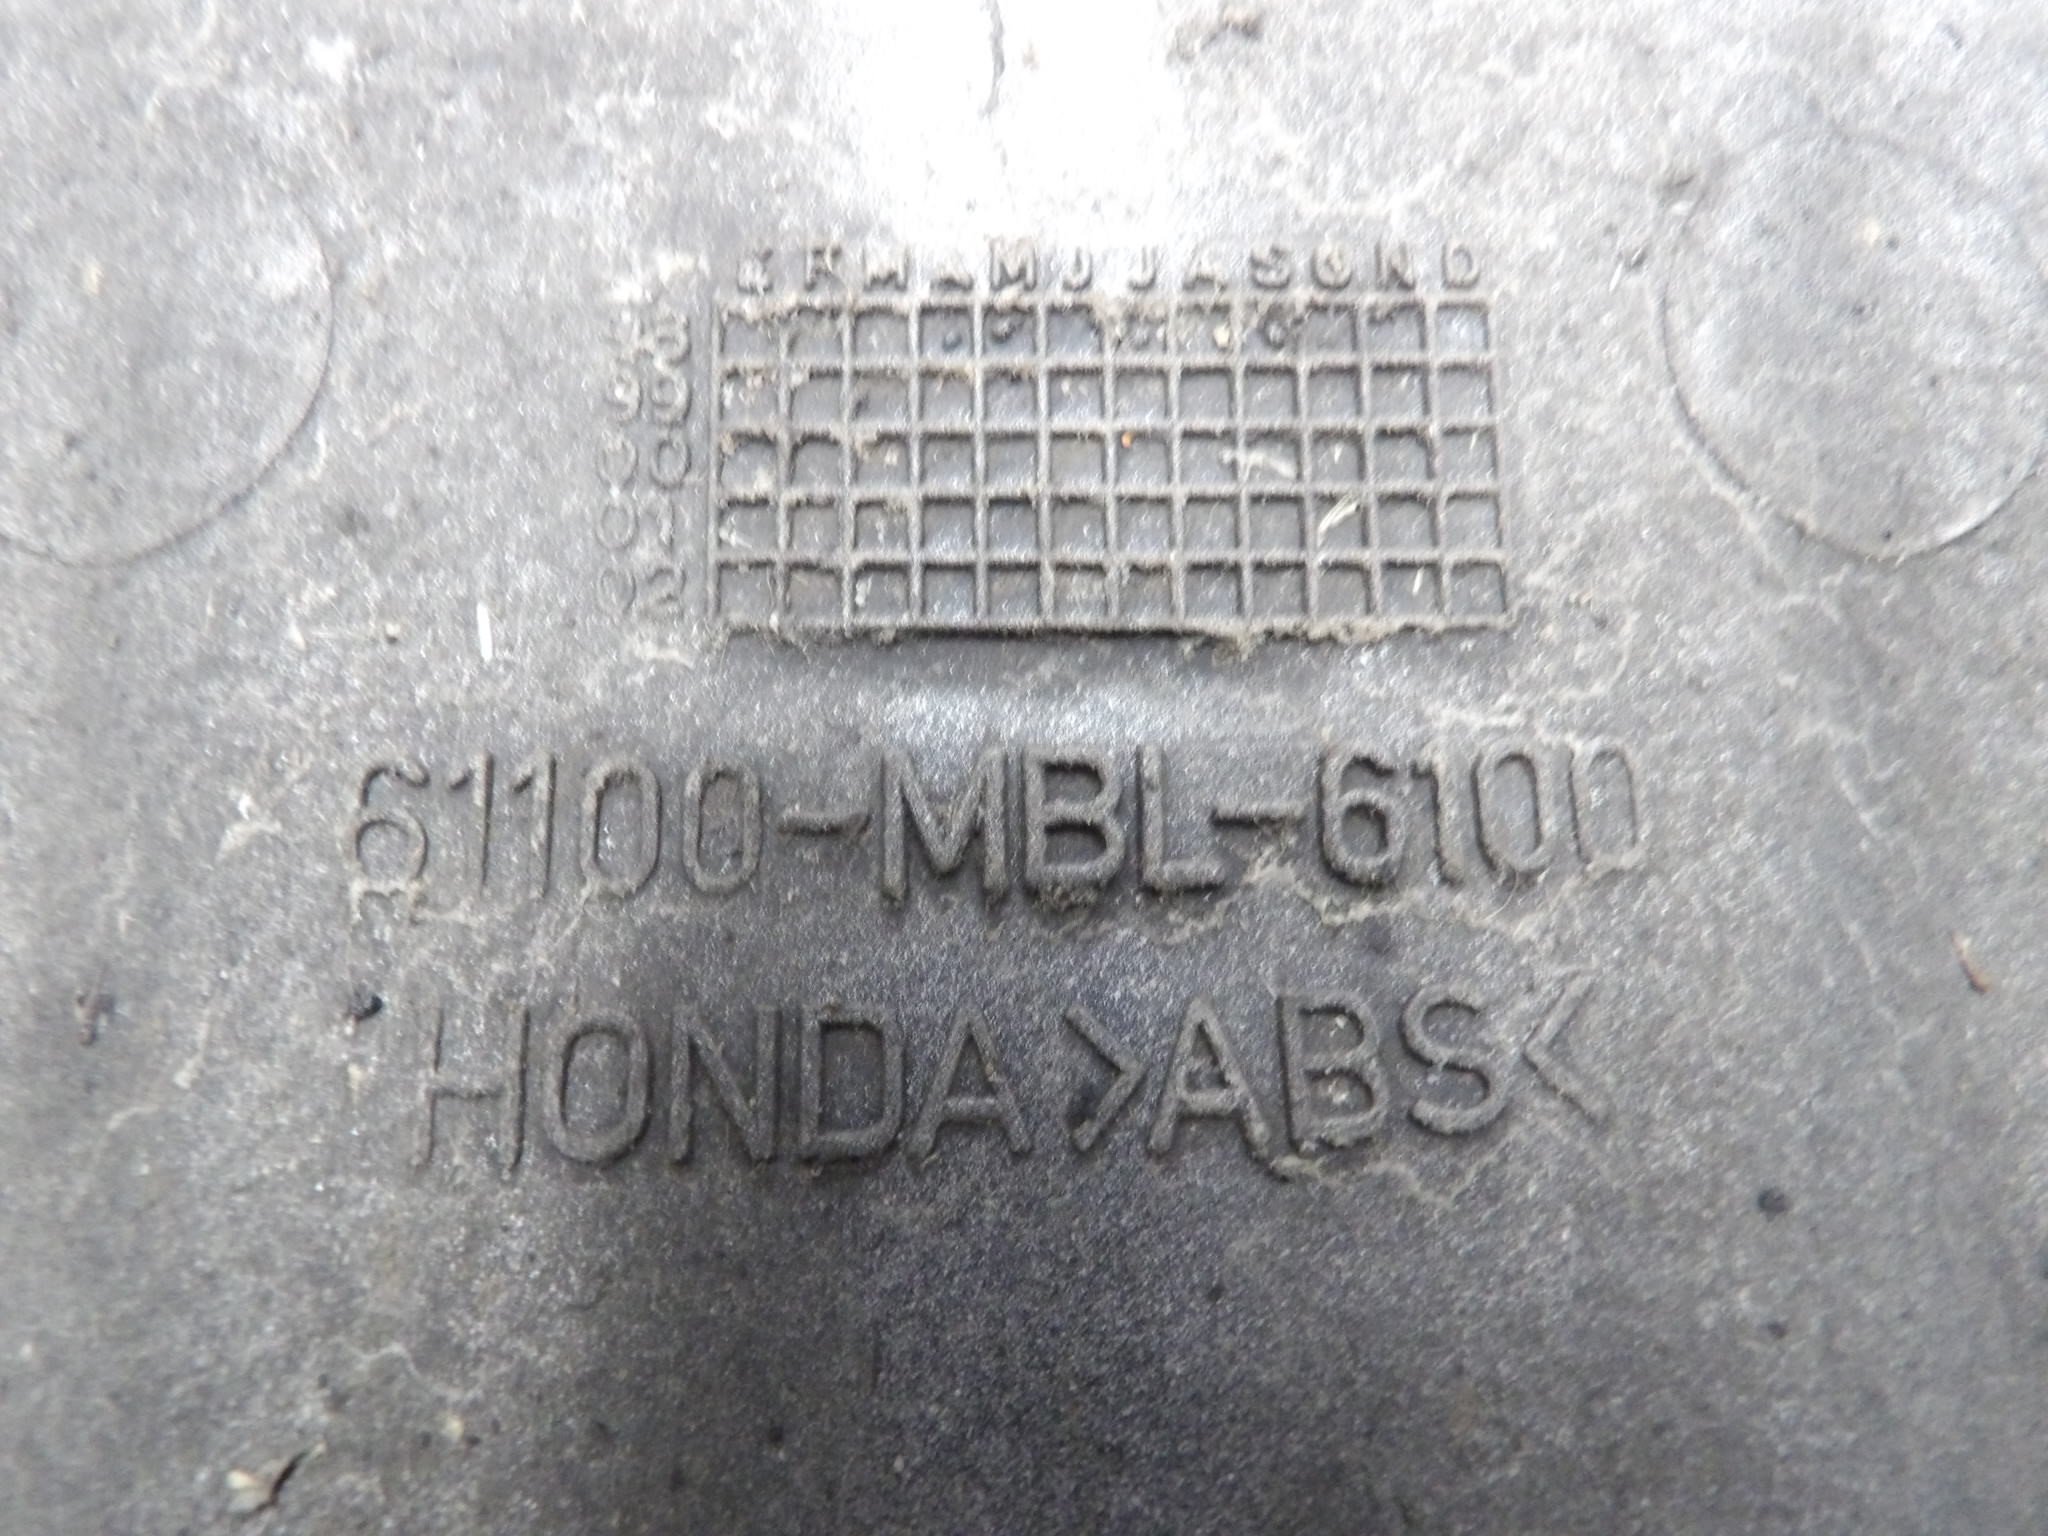 E F M A M J J A S O N D
98
99
00
01
02
61100-MBL-6100
HONDA >ABS<